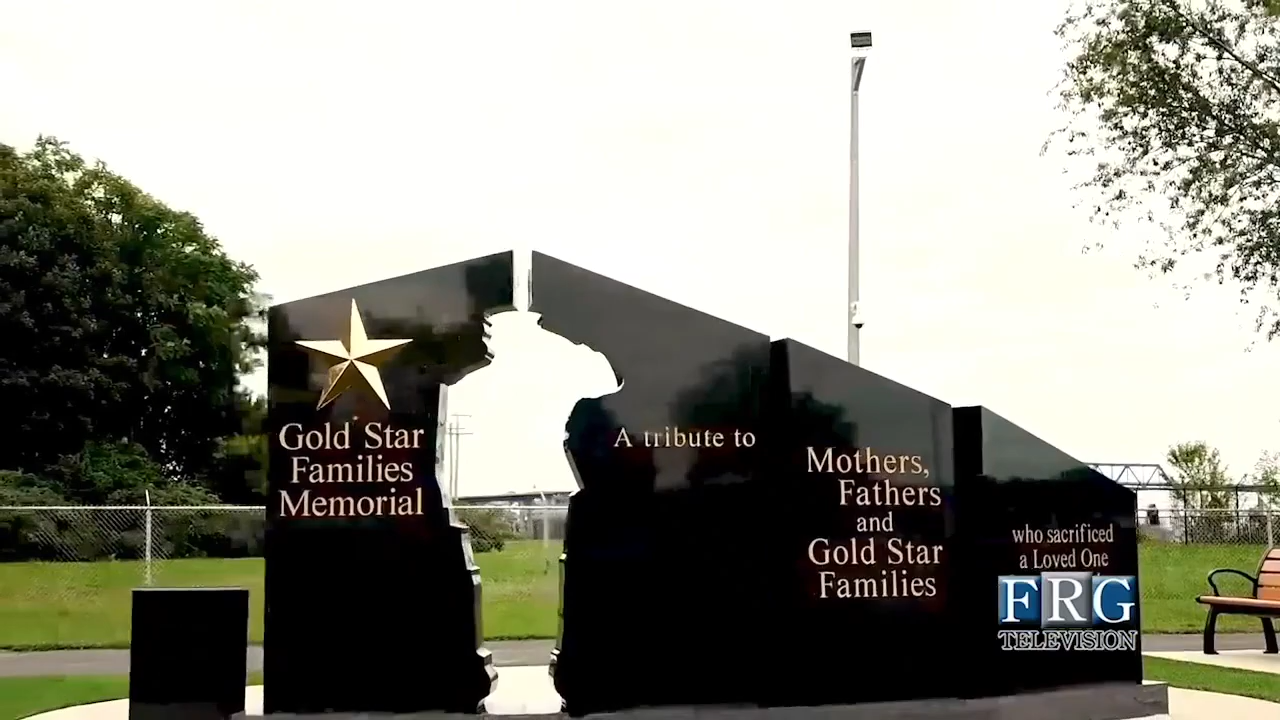 Gold Star
Families
Memorial
A tribute to
Mothers,
Fathers
and
Gold Star
Families
who sacrificed
a Loved One
FRG
TELEVISION